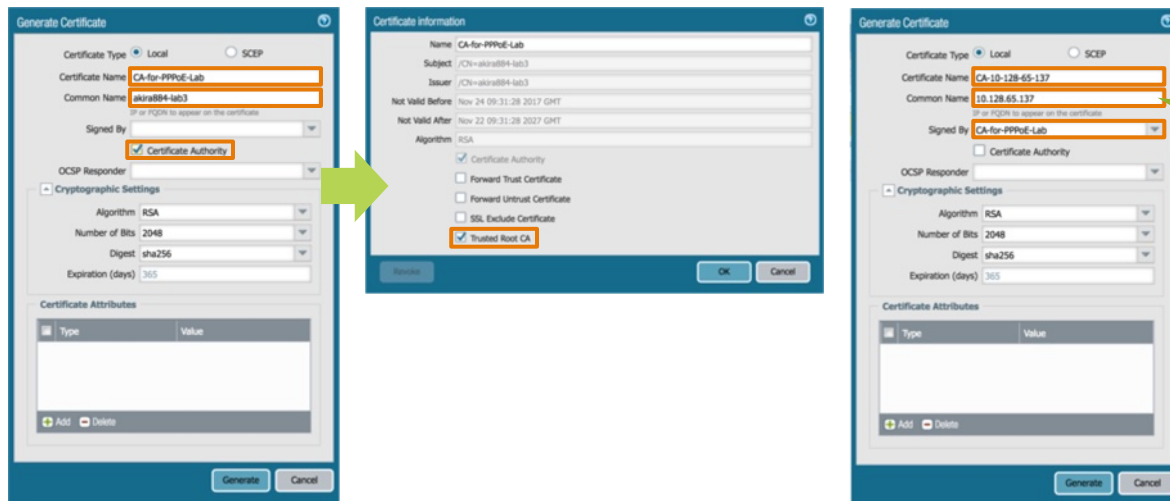 Generate Certificate
Certificate Type Local SCEP
Certificate Name CA-for-PPPoE-Lab
Common Name akira884-lab3
IP or FQDN to appear on the certificate
Signed By
Certificate Authority
OCSP Responder
Cryptographic Settings
Algorithm RSA
Number of Bits 2048
Digest sha256
Expiration (days) 365
Certificate Attributes
Type Value
Add Delete
Generate Cancel
Certificate information
Name CA-for-PPPoE-Lab
Subject /CN=akira884-lab3
Issuer /CN=akira884-lab3
Not Valid Before Nov 24 09:31:28 2017 GMT
Not Valid After Nov 22 09:31:28 2027 GMT
Algorithm RSA
Certificate Authority
Forward Trust Certificate
Forward Untrust Certificate
SSL Exclude Certificate
Trusted Root CA
Revoke OK Cancel
Generate Certificate
Certificate Type Local SCEP
Certificate Name CA-10-128-65-137
Common Name 10.128.65.137
IP or FQDN to appear on the certificate
Signed By CA-for-PPPoE-Lab
Certificate Authority
OCSP Responder
Cryptographic Settings
Algorithm RSA
Number of Bits 2048
Digest sha256
Expiration (days) 365
Certificate Attributes
Type Value
Add Delete
Generate Cancel